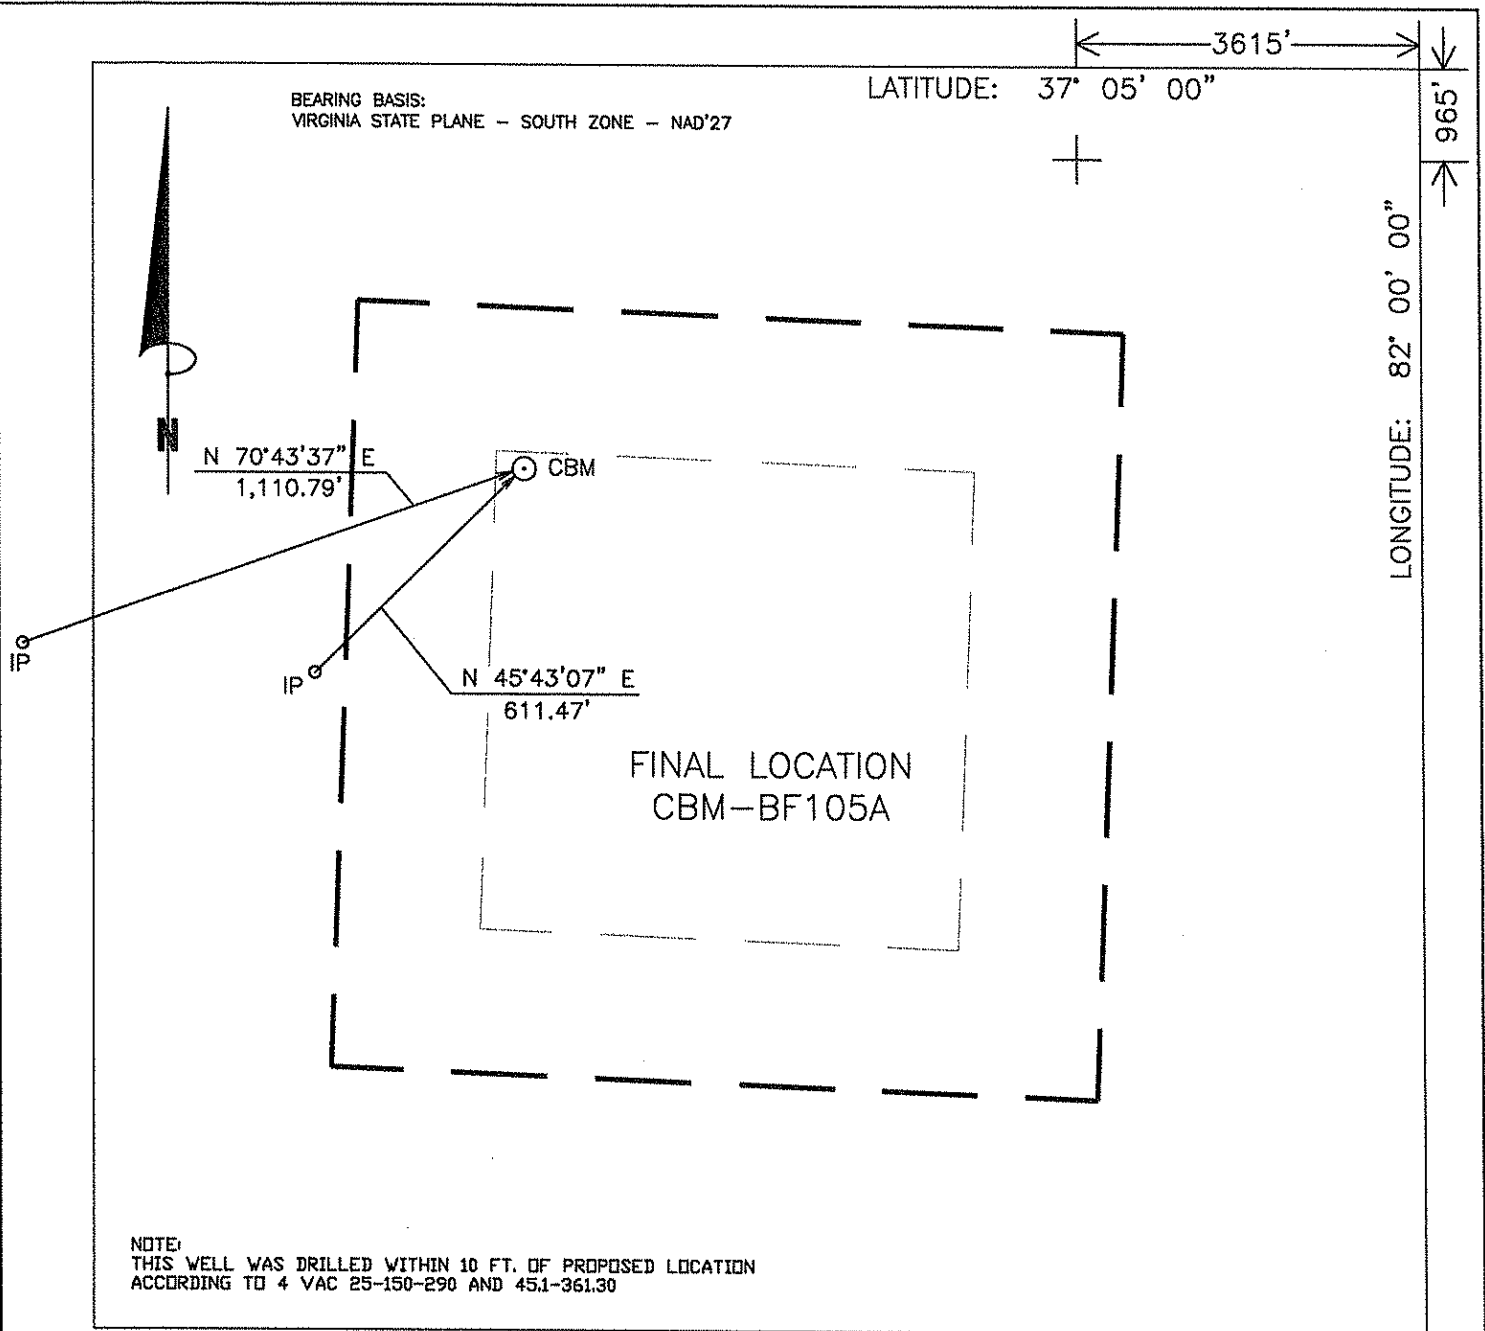 3615'
965'
LATITUDE: 37° 05' 00"
BEARING BASIS:
VIRGINIA STATE PLANE - SOUTH ZONE - NAD'27
LONGITUDE: 82° 00' 00"
N
N 70°43'37" E
1,110.79'
CBM
IP
IP
N 45°43'07" E
611.47'
FINAL LOCATION
CBM-BF105A
NOTE:
THIS WELL WAS DRILLED WITHIN 10 FT. OF PROPOSED LOCATION
ACCORDING TO 4 VAC 25-150-290 AND 45.1-361.30